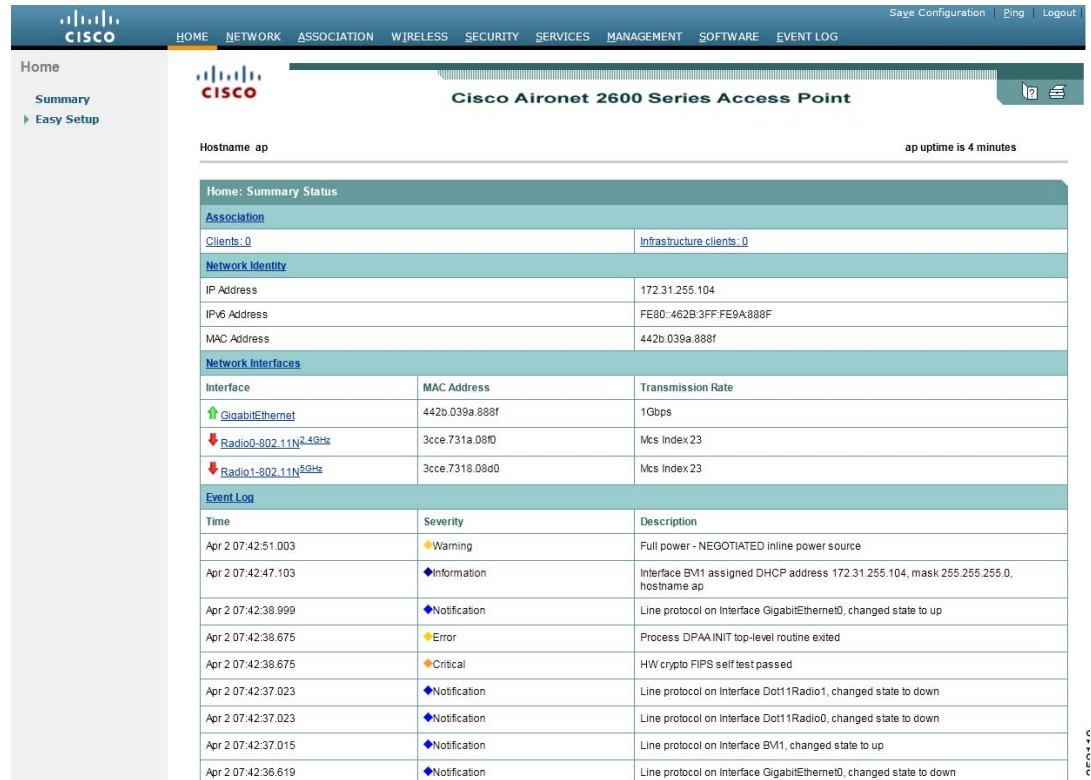 Save Configuration | Ping | Logout |
CISCO
HOME NETWORK ASSOCIATION WIRELESS SECURITY SERVICES MANAGEMENT SOFTWARE EVENT LOG
Home
Summary
Easy Setup
CISCO
Cisco Aironet 2600 Series Access Point
Hostname ap
ap uptime is 4 minutes
Home: Summary Status
Association
Clients: 0 Infrastructure clients: 0
Network Identity
IP Address 172.31.255.104
IPv6 Address FE80::462B:3FF:FE9A:888F
MAC Address 442b.039a.888f
Network Interfaces
Interface MAC Address Transmission Rate
GigabitEthernet 442b.039a.888f 1Gbps
Radio0-802.11N2.4GHz 3cce.731a.08f0 Mcs Index 23
Radio1-802.11N5GHz 3cce.7318.08d0 Mcs Index 23
Event Log
Time Severity Description
Apr 2 07:42:51.003 Warning Full power - NEGOTIATED inline power source
Apr 2 07:42:47.103 Information Interface BVI1 assigned DHCP address 172.31.255.104, mask 255.255.255.0,
hostname ap
Apr 2 07:42:38.999 Notification Line protocol on Interface GigabitEthernet0, changed state to up
Apr 2 07:42:38.675 Error Process DPAA INIT top-level routine exited
Apr 2 07:42:38.675 Critical HW crypto FIPS self test passed
Apr 2 07:42:37.023 Notification Line protocol on Interface Dot11Radio1, changed state to down
Apr 2 07:42:37.023 Notification Line protocol on Interface Dot11Radio0, changed state to down
Apr 2 07:42:37.015 Notification Line protocol on Interface BVI1, changed state to up
Apr 2 07:42:36.619 Notification Line protocol on Interface GigabitEthernet0, changed state to down